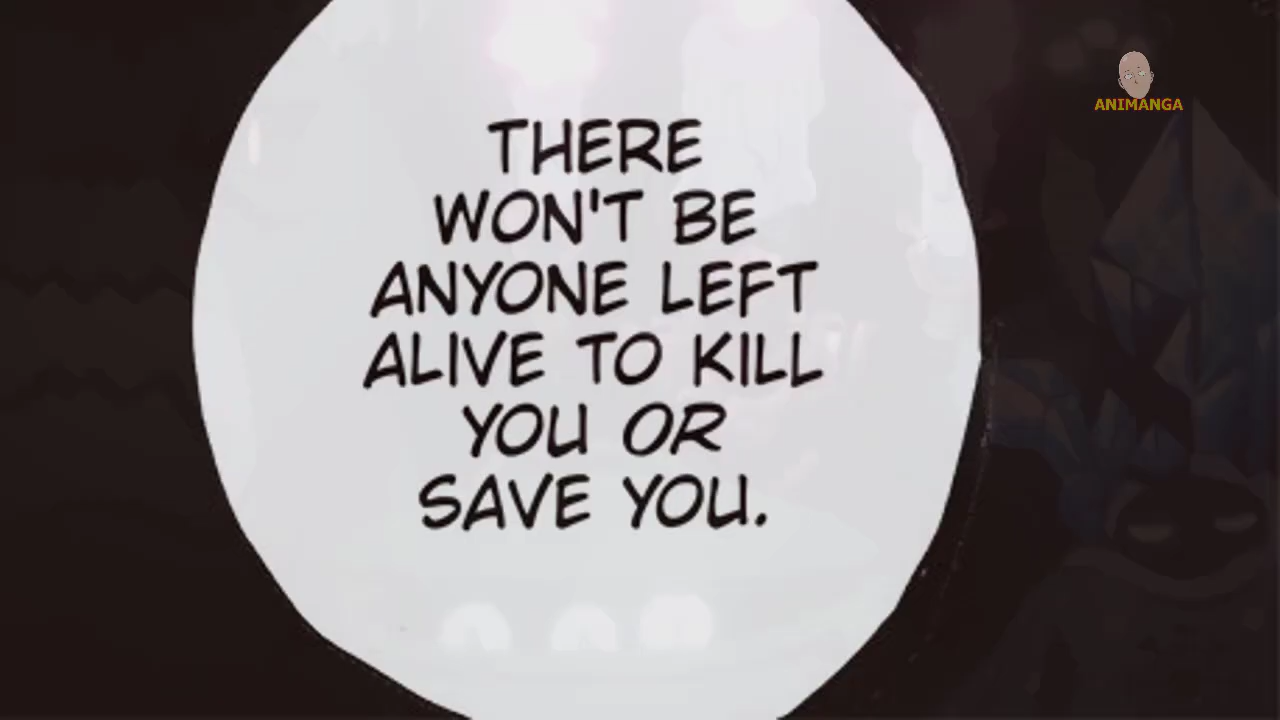 ANIMANGA
THERE
WON'T BE
ANYONE LEFT
ALIVE TO KILL
YOU OR
SAVE YOU.